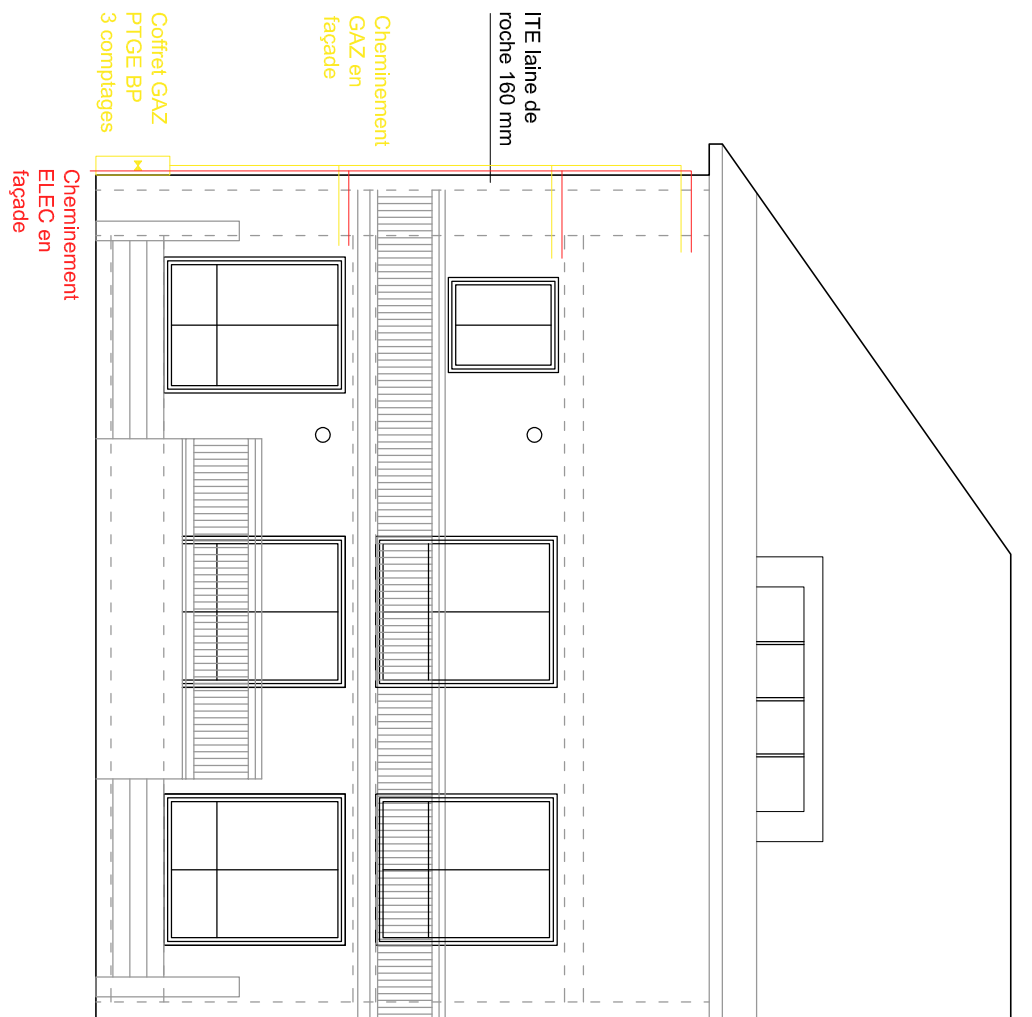 ITE laine de
roche 160 mm
Cheminement
GAZ en
façade
Coffret GAZ
PTGE BP
3 comptages
Cheminement
ELEC en
façade